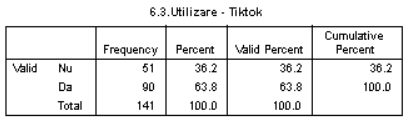 6.3.Utilizare - Tiktok
Frequency Percent Valid Percent Cumulative Percent
Valid Nu 51 36.2 36.2 36.2
Da 90 63.8 63.8 100.0
Total 141 100.0 100.0